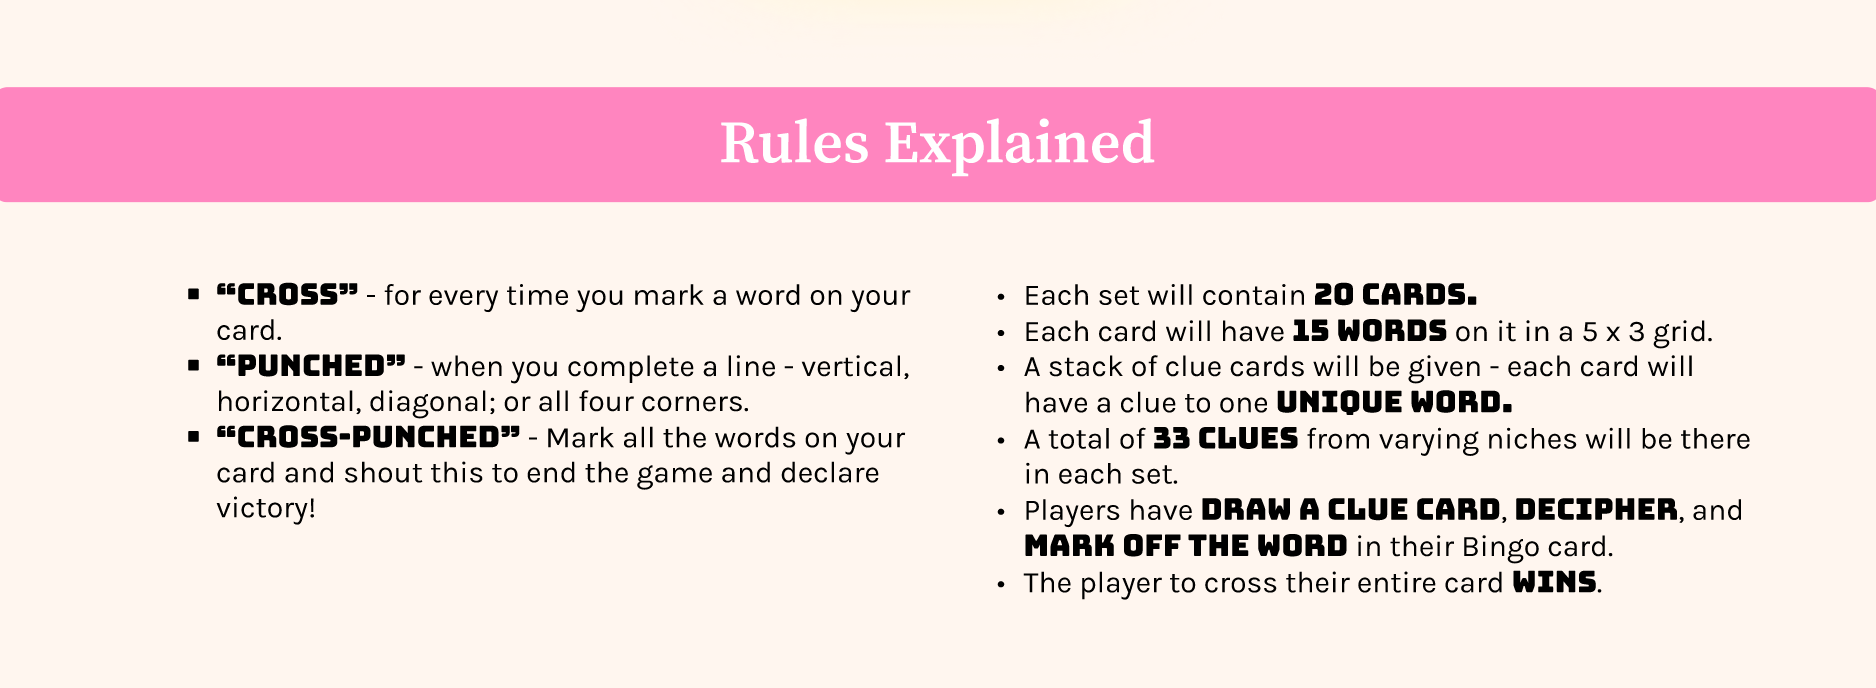 Rules Explained
▪ “CROSS” - for every time you mark a word on your
card.
▪ “PUNCHED” - when you complete a line - vertical,
horizontal, diagonal; or all four corners.
▪ “CROSS-PUNCHED” - Mark all the words on your
card and shout this to end the game and declare
victory!
• Each set will contain 20 CARDS.
• Each card will have 15 WORDS on it in a 5 x 3 grid.
• A stack of clue cards will be given - each card will
have a clue to one UNIQUE WORD.
• A total of 33 CLUES from varying niches will be there
in each set.
• Players have DRAW A CLUE CARD, DECIPHER, and
MARK OFF THE WORD in their Bingo card.
• The player to cross their entire card WINS.